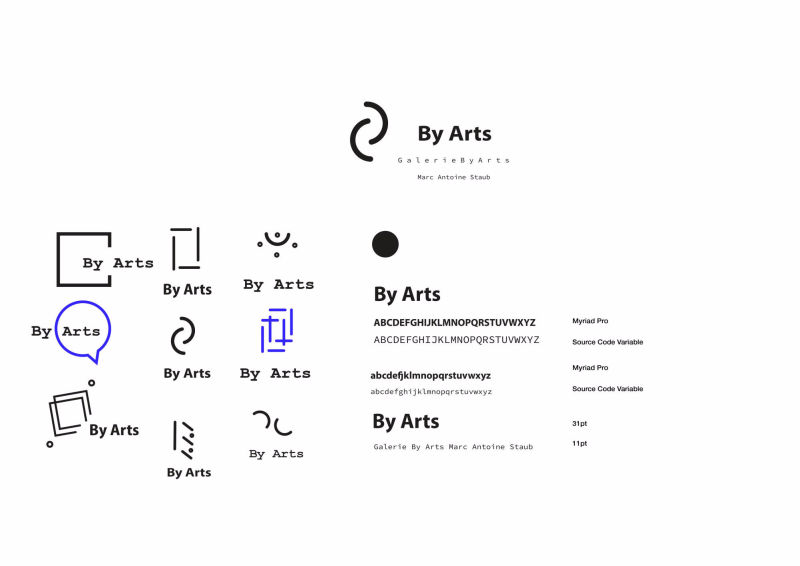 By Arts
GalerieByArts
Marc Antoine Staub
By Arts
By Arts
By Arts
By Arts
By Arts
By Arts
By Arts
By Arts
By Arts
By Arts
ABCDEFGHIJKLMNOPQRSTUVWXYZ
Myriad Pro
ABCDEFGHIJKLMNOPQRSTUVWXYZ
Source Code Variable
Myriad Pro
abcdefjklmnopqrstuvwxyz
abcdefghijklmnopqrstuvwxyz
Source Code Variable
By Arts
31pt
Galerie By Arts Marc Antoine Staub
11pt